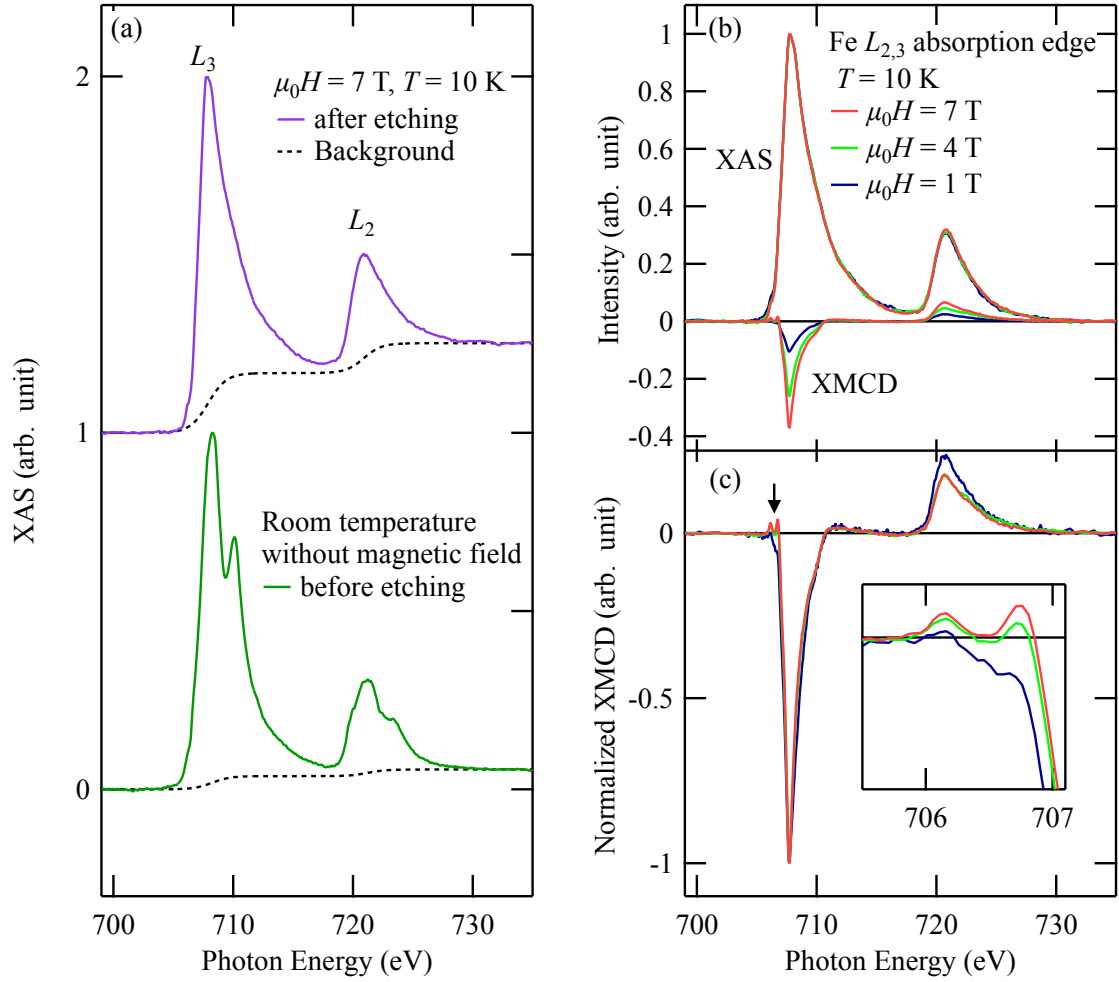 (a)
L₃
μ₀H = 7 T, T = 10 K
after etching
Background
L₂
Room temperature
without magnetic field
before etching
2
1
0
XAS (arb. unit)
700
710
720
730
Photon Energy (eV)
(b)
Fe L₂,₃ absorption edge
T = 10 K
μ₀H = 7 T
μ₀H = 4 T
μ₀H = 1 T
XAS
XMCD
1
0.8
0.6
0.4
0.2
0
-0.2
-0.4
Intensity (arb. unit)
700
710
720
730
(c)
0
-0.5
-1
Normalized XMCD (arb. unit)
706
707
700
710
720
730
Photon Energy (eV)